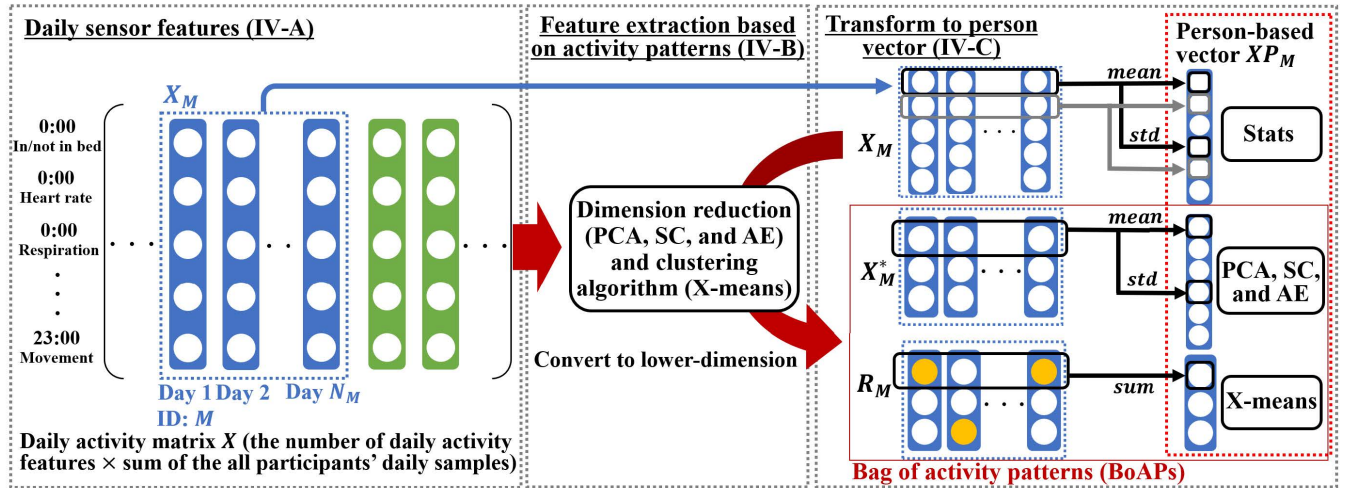 Daily sensor features (IV-A)
X_M
0:00
In/not in bed
0:00
Heart rate
0:00
Respiration
23:00
Movement
Day 1 Day 2 Day N_M
ID: M
Daily activity matrix X (the number of daily activity
features × sum of the all participants' daily samples)
Feature extraction based
on activity patterns (IV-B)
Dimension reduction
(PCA, SC, and AE)
and clustering
algorithm (X-means)
Convert to lower-dimension
Transform to person
vector (IV-C)
Person-based
vector XP_M
X_M
mean
std
Stats
X_M^*
mean
std
PCA, SC,
and AE
R_M
sum
X-means
Bag of activity patterns (BoAPs)